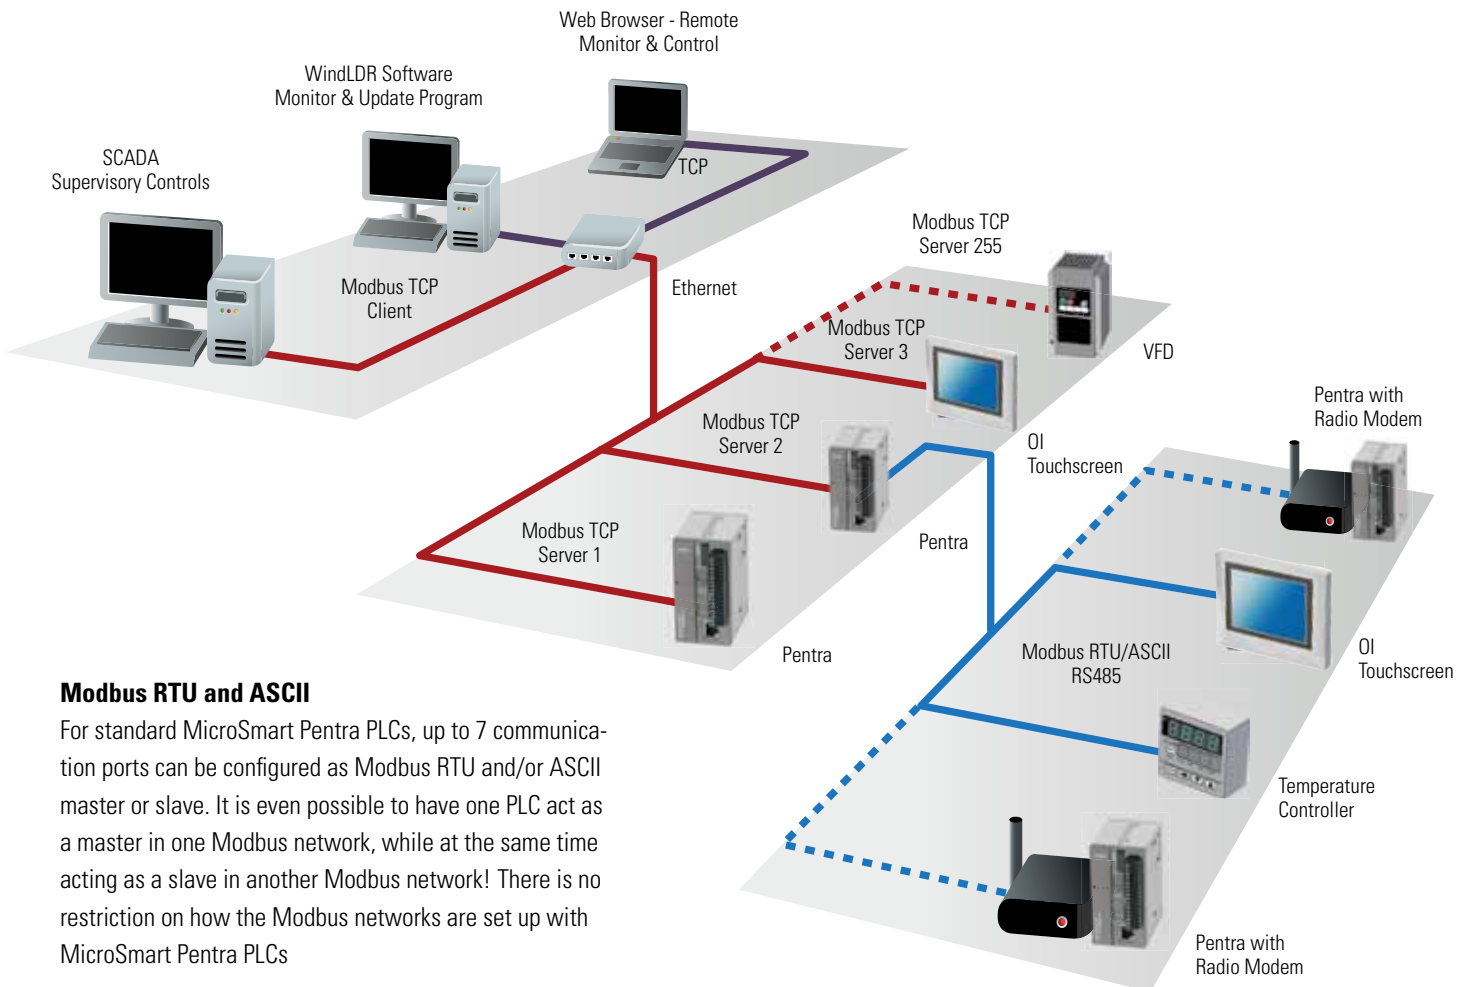 Web Browser - Remote
Monitor & Control
WindLDR Software
Monitor & Update Program
SCADA
Supervisory Controls
TCP
Modbus TCP
Client
Ethernet
Modbus TCP
Server 255
Modbus TCP
Server 3
VFD
Modbus TCP
Server 2
OI
Touchscreen
Pentra with
Radio Modem
Modbus TCP
Server 1
Pentra
Pentra
Modbus RTU/ASCII
RS485
OI
Touchscreen
Temperature
Controller
Pentra with
Radio Modem
Modbus RTU and ASCII
For standard MicroSmart Pentra PLCs, up to 7 communica-
tion ports can be configured as Modbus RTU and/or ASCII
master or slave. It is even possible to have one PLC act as
a master in one Modbus network, while at the same time
acting as a slave in another Modbus network! There is no
restriction on how the Modbus networks are set up with
MicroSmart Pentra PLCs